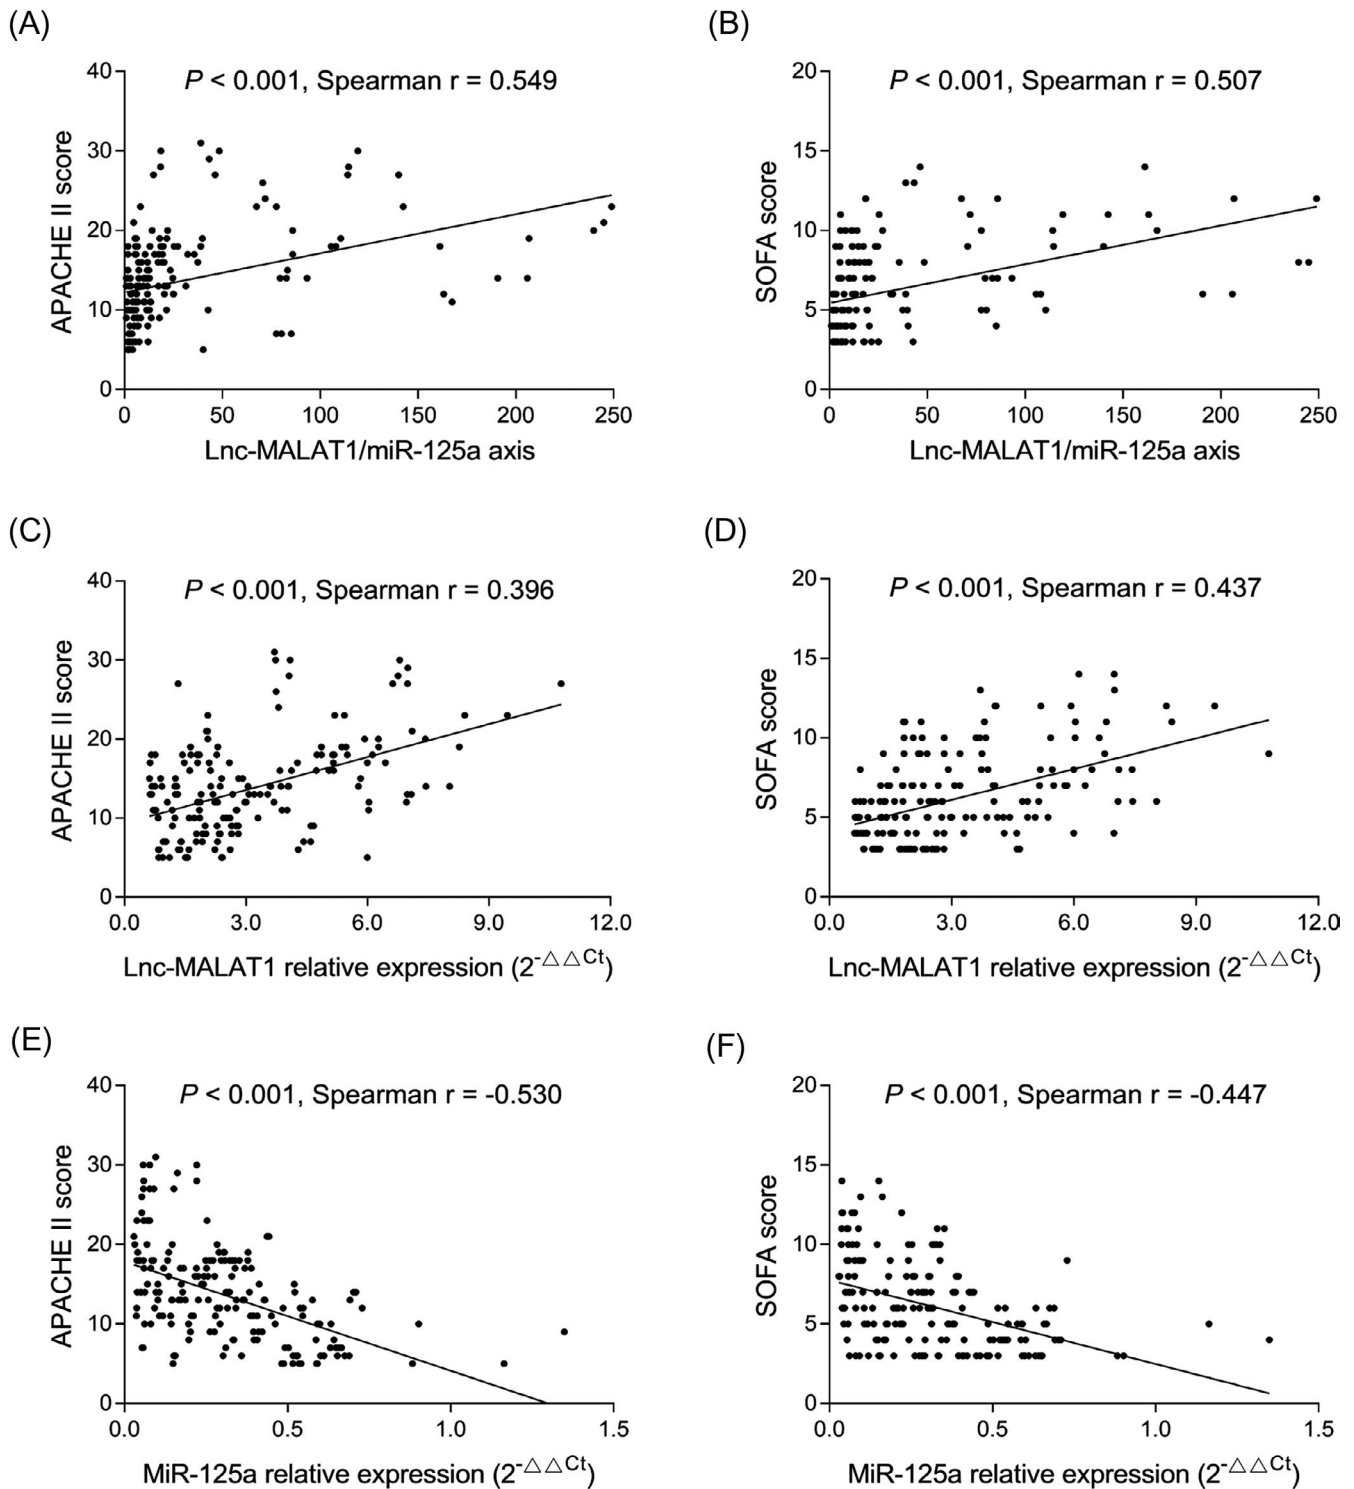 (A)
P < 0.001, Spearman r = 0.549
APACHE II score
40
30
20
10
0
0 50 100 150 200 250
Lnc-MALAT1/miR-125a axis
(B)
P < 0.001, Spearman r = 0.507
SOFA score
20
15
10
5
0
0 50 100 150 200 250
Lnc-MALAT1/miR-125a axis
(C)
P < 0.001, Spearman r = 0.396
APACHE II score
40
30
20
10
0
0.0 3.0 6.0 9.0 12.0
Lnc-MALAT1 relative expression (2^-△△Ct)
(D)
P < 0.001, Spearman r = 0.437
SOFA score
20
15
10
5
0
0.0 3.0 6.0 9.0 12.0
Lnc-MALAT1 relative expression (2^-△△Ct)
(E)
P < 0.001, Spearman r = -0.530
APACHE II score
40
30
20
10
0
0.0 0.5 1.0 1.5
MiR-125a relative expression (2^-△△Ct)
(F)
P < 0.001, Spearman r = -0.447
SOFA score
20
15
10
5
0
0.0 0.5 1.0 1.5
MiR-125a relative expression (2^-△△Ct)